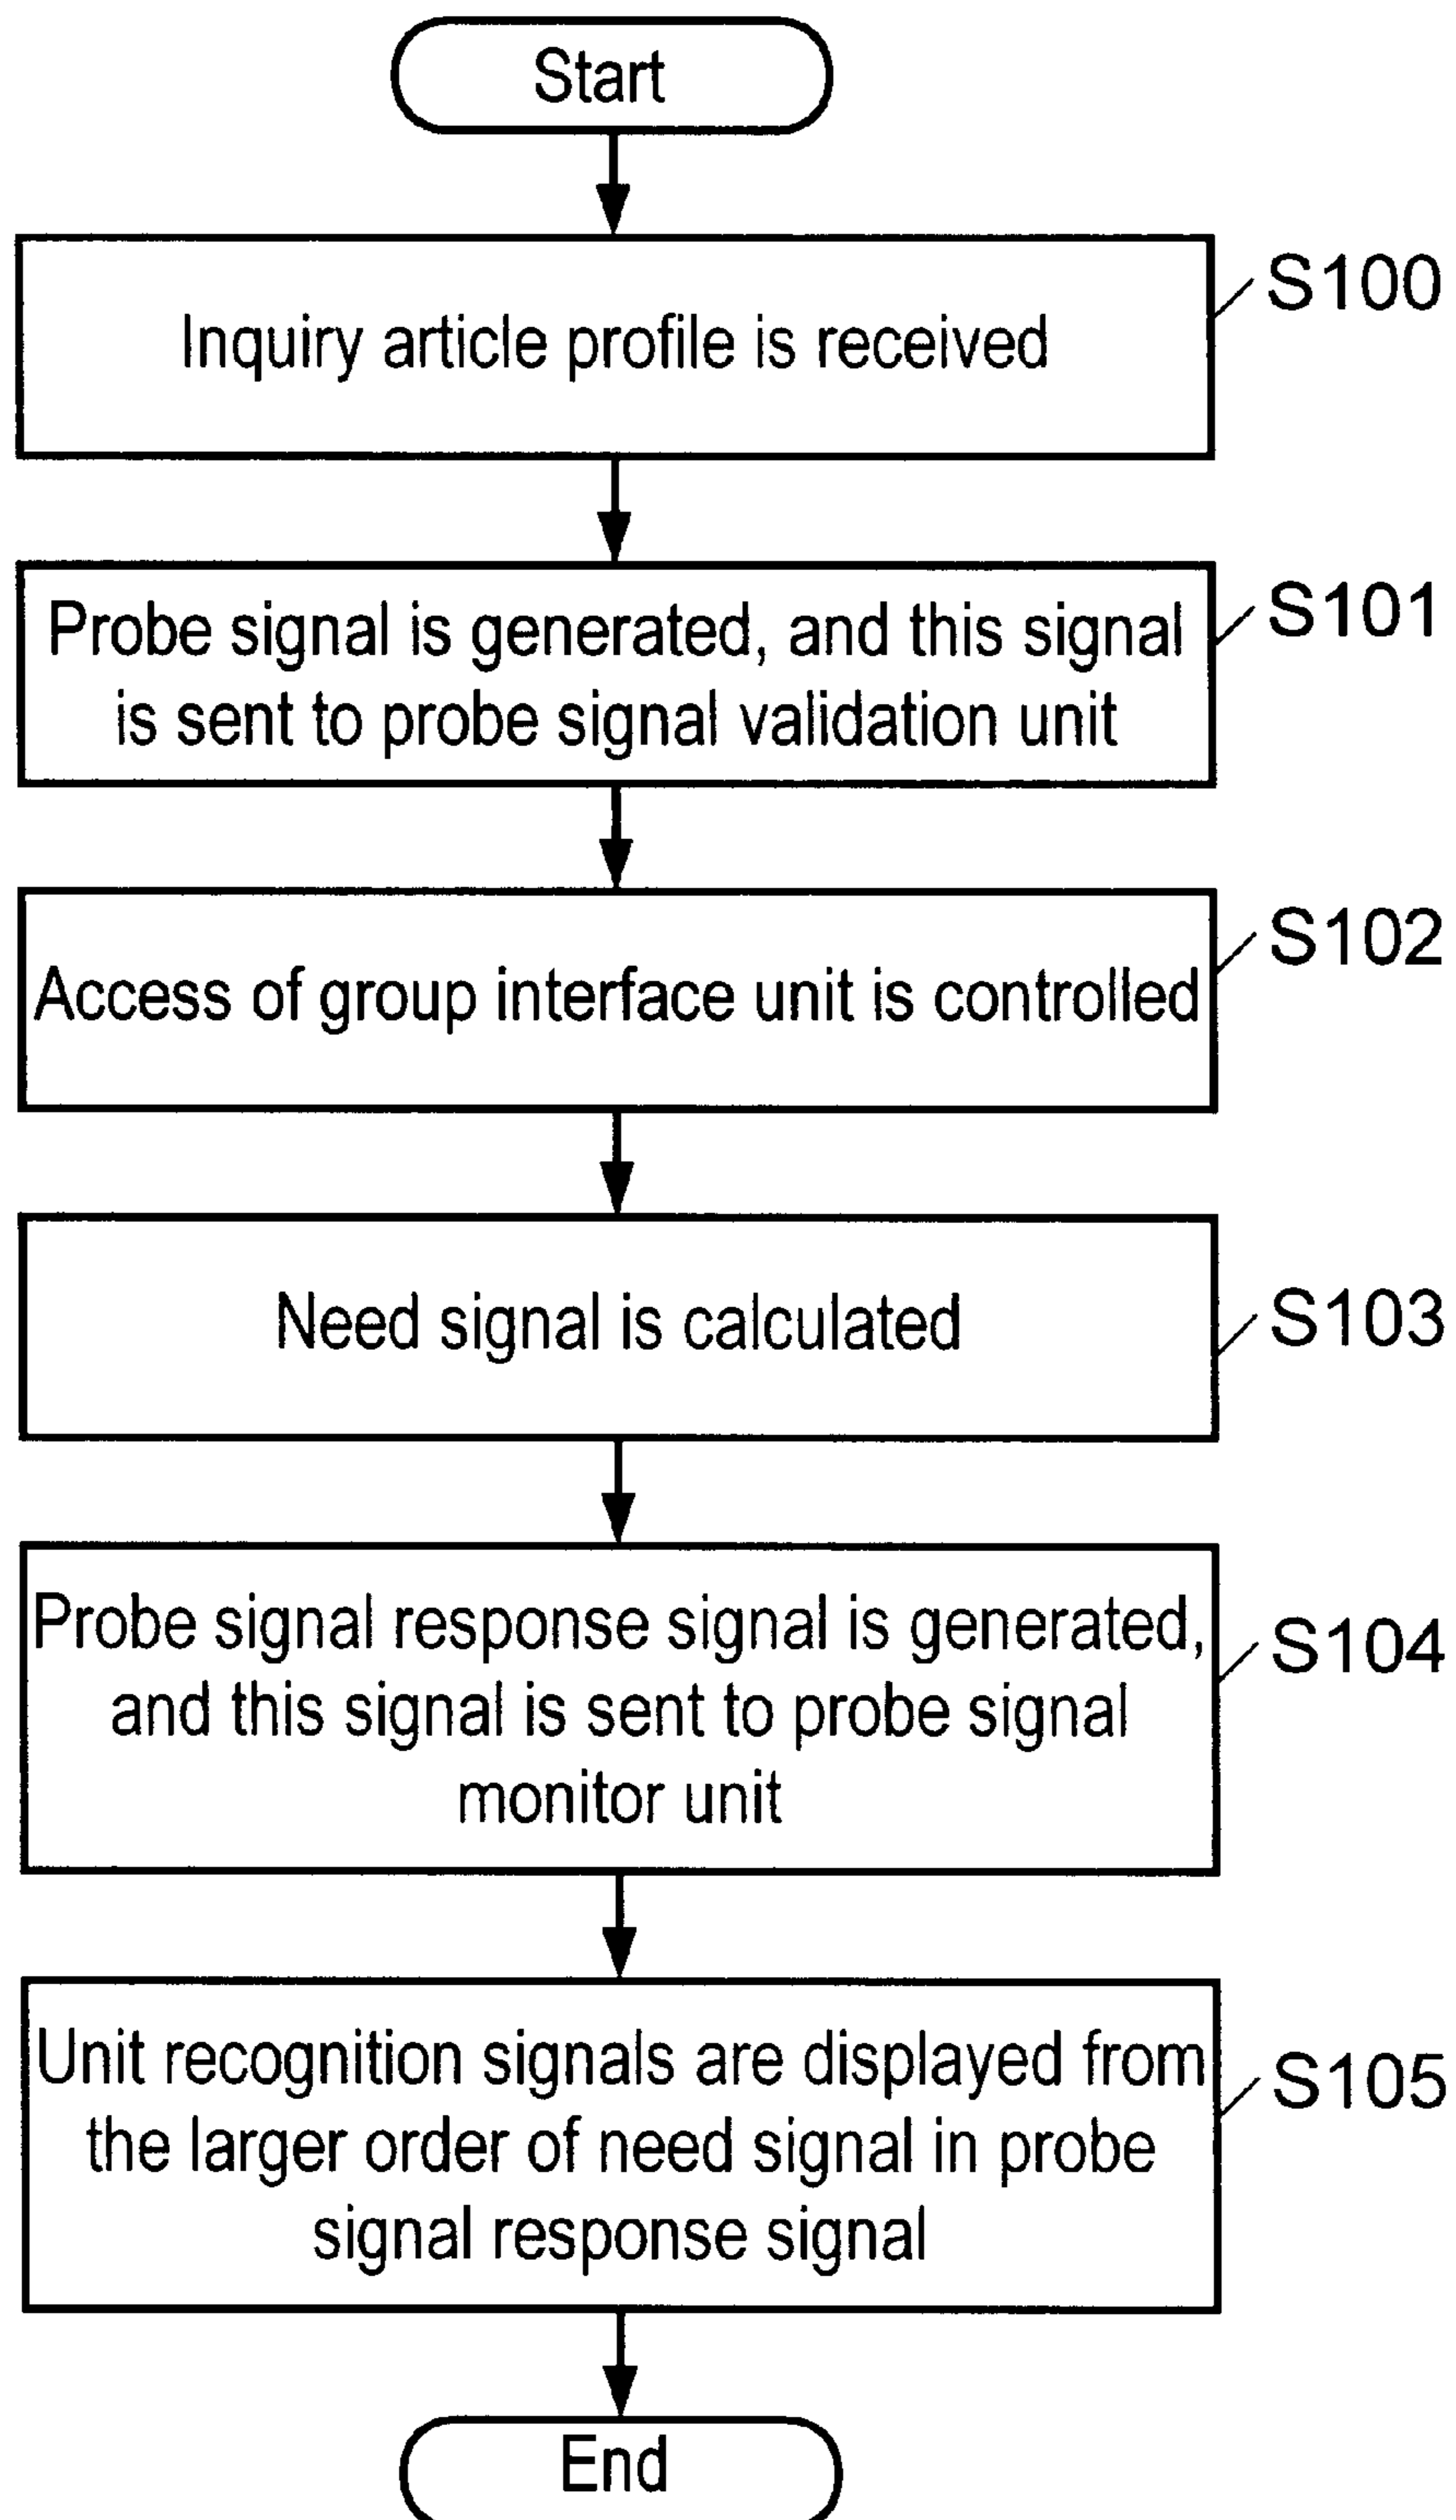 Start
S100
Inquiry article profile is received
S101
Probe signal is generated, and this signal
is sent to probe signal validation unit
S102
Access of group interface unit is controlled
S103
Need signal is calculated
S104
Probe signal response signal is generated,
and this signal is sent to probe signal
monitor unit
S105
Unit recognition signals are displayed from
the larger order of need signal in probe
signal response signal
End